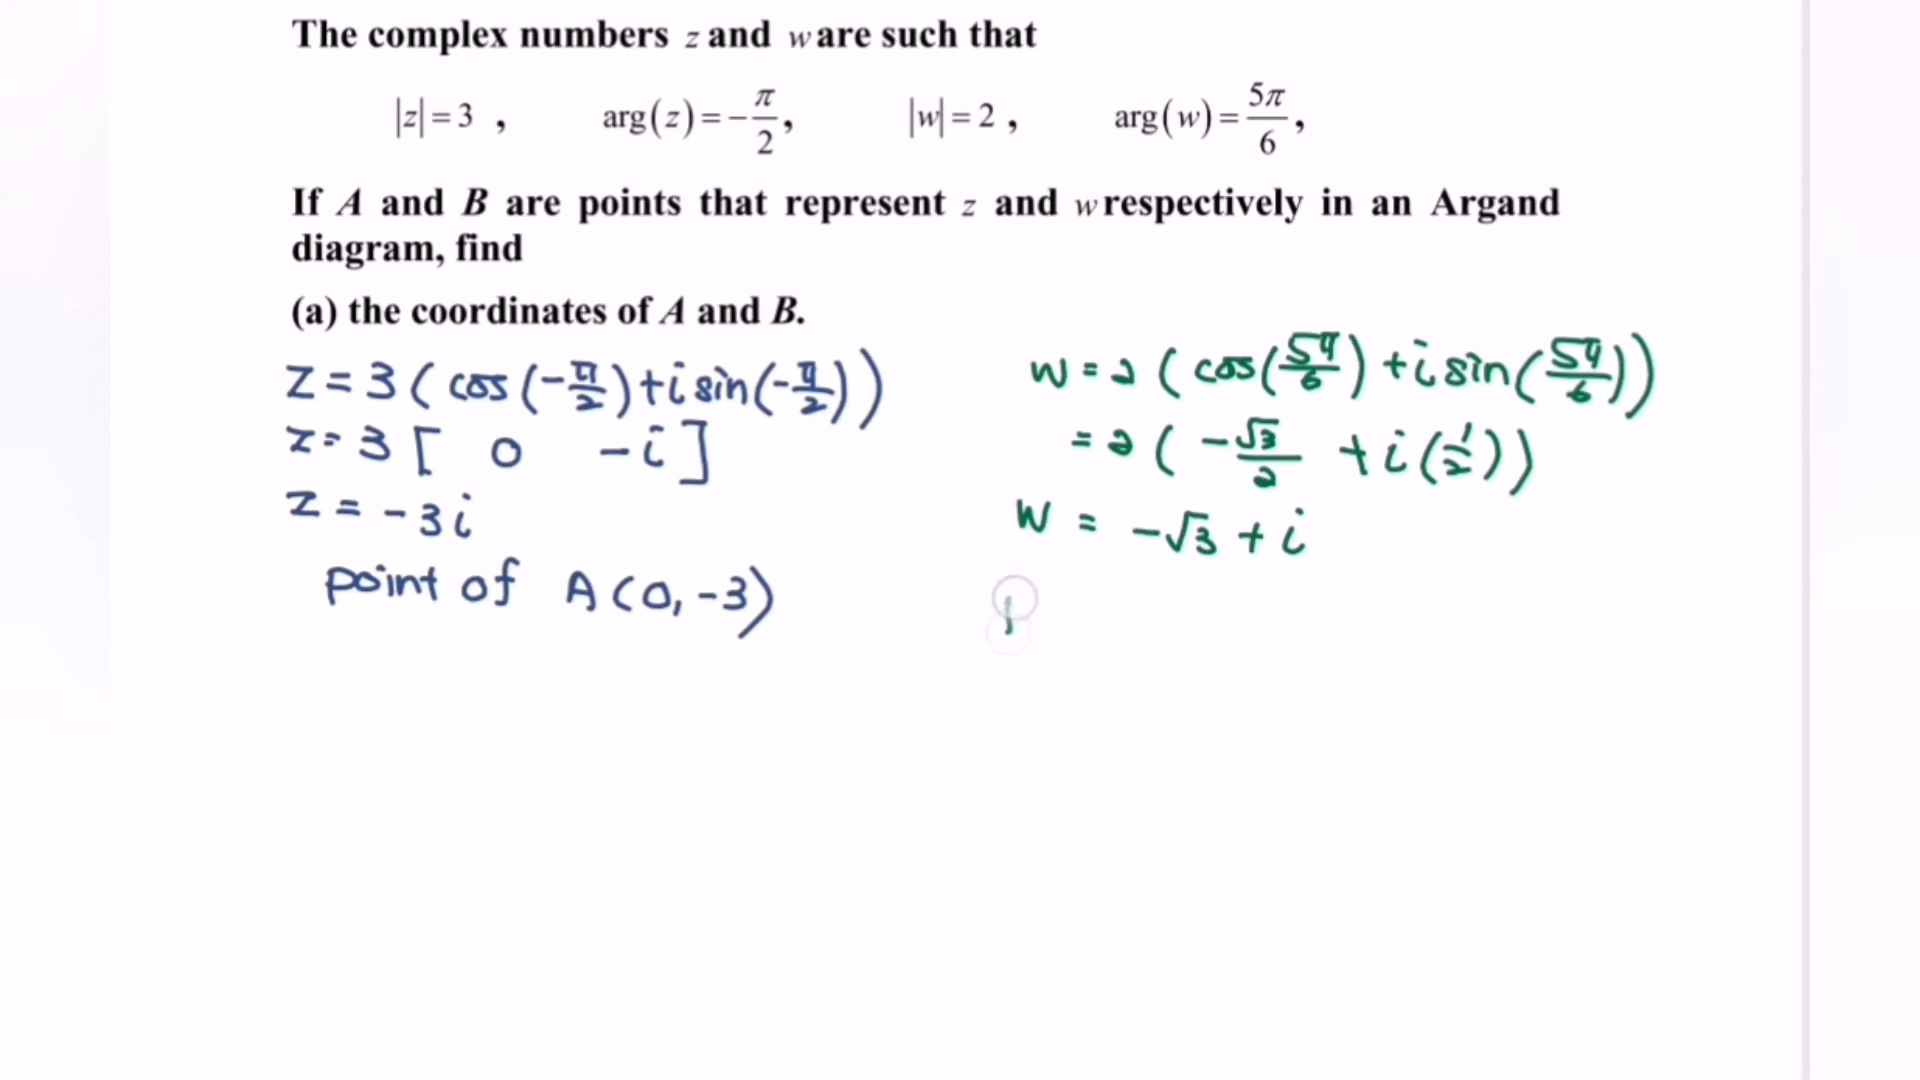 The complex numbers z and w are such that
|z| = 3 , arg(z) = -π/2, |w| = 2 , arg(w) = 5π/6,
If A and B are points that represent z and w respectively in an Argand
diagram, find
(a) the coordinates of A and B.
z = 3 ( cos (-π/2) + i sin (-π/2) )
z = 3 [ 0 - i ]
z = - 3 i
point of A (0, -3)
w = 2 ( cos (5π/6) + i sin (5π/6) )
= 2 ( -√3/2 + i (1/2) )
w = -√3 + i